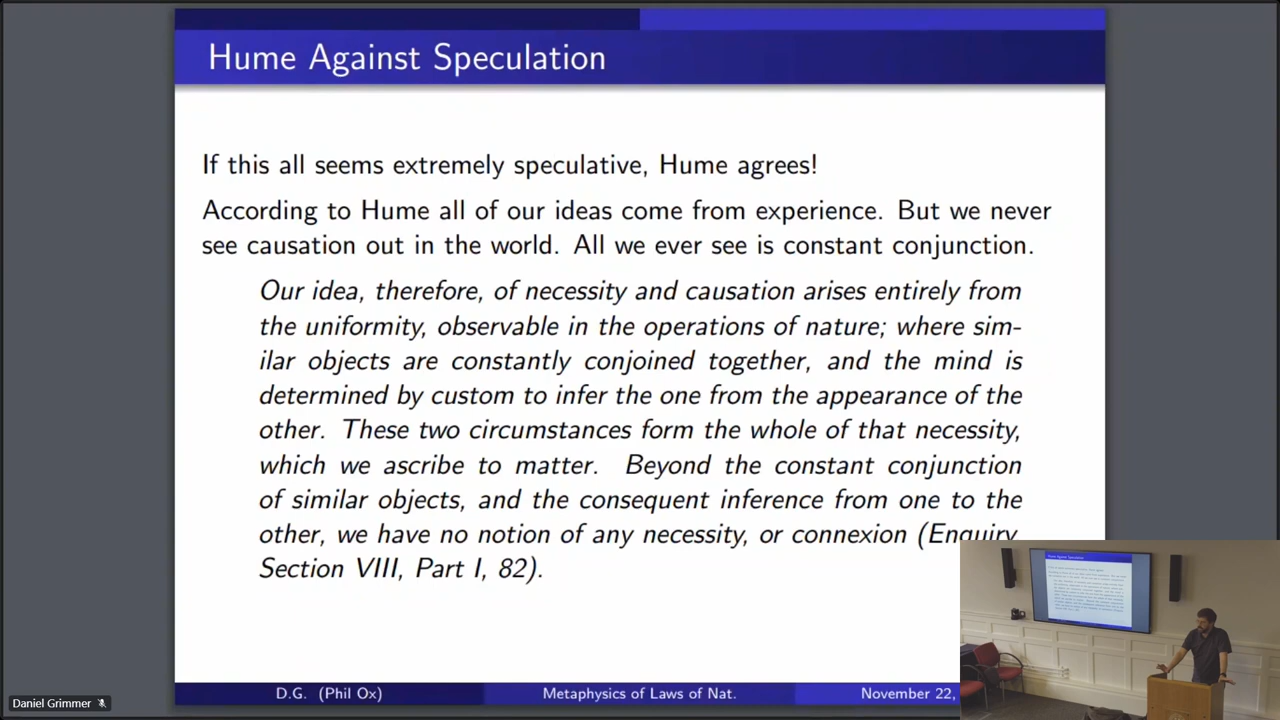 Hume Against Speculation
If this all seems extremely speculative, Hume agrees!
According to Hume all of our ideas come from experience. But we never
see causation out in the world. All we ever see is constant conjunction.
Our idea, therefore, of necessity and causation arises entirely from
the uniformity, observable in the operations of nature; where sim-
ilar objects are constantly conjoined together, and the mind is
determined by custom to infer the one from the appearance of the
other. These two circumstances form the whole of that necessity,
which we ascribe to matter. Beyond the constant conjunction
of similar objects, and the consequent inference from one to the
other, we have no notion of any necessity, or connexion (Enquiry
Section VIII, Part I, 82).
D.G. (Phil Ox)
Metaphysics of Laws of Nat.
November 22,
Daniel Grimmer
Hume Against Speculation